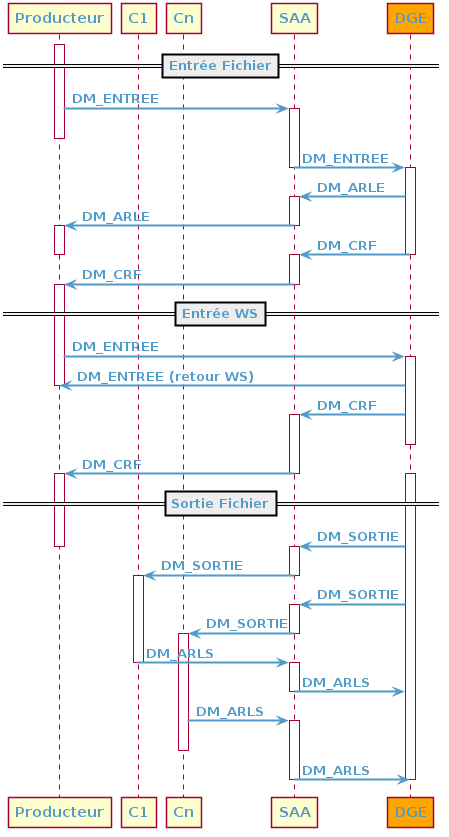 Producteur C1 Cn SAA DGE
Entrée Fichier
DM_ENTREE
DM_ENTREE
DM_ARLE
DM_ARLE
DM_CRF
DM_CRF
Entrée WS
DM_ENTREE
DM_ENTREE (retour WS)
DM_CRF
DM_CRF
Sortie Fichier
DM_SORTIE
DM_SORTIE
DM_SORTIE
DM_SORTIE
DM_ARLS
DM_ARLS
DM_ARLS
DM_ARLS
Producteur C1 Cn SAA DGE